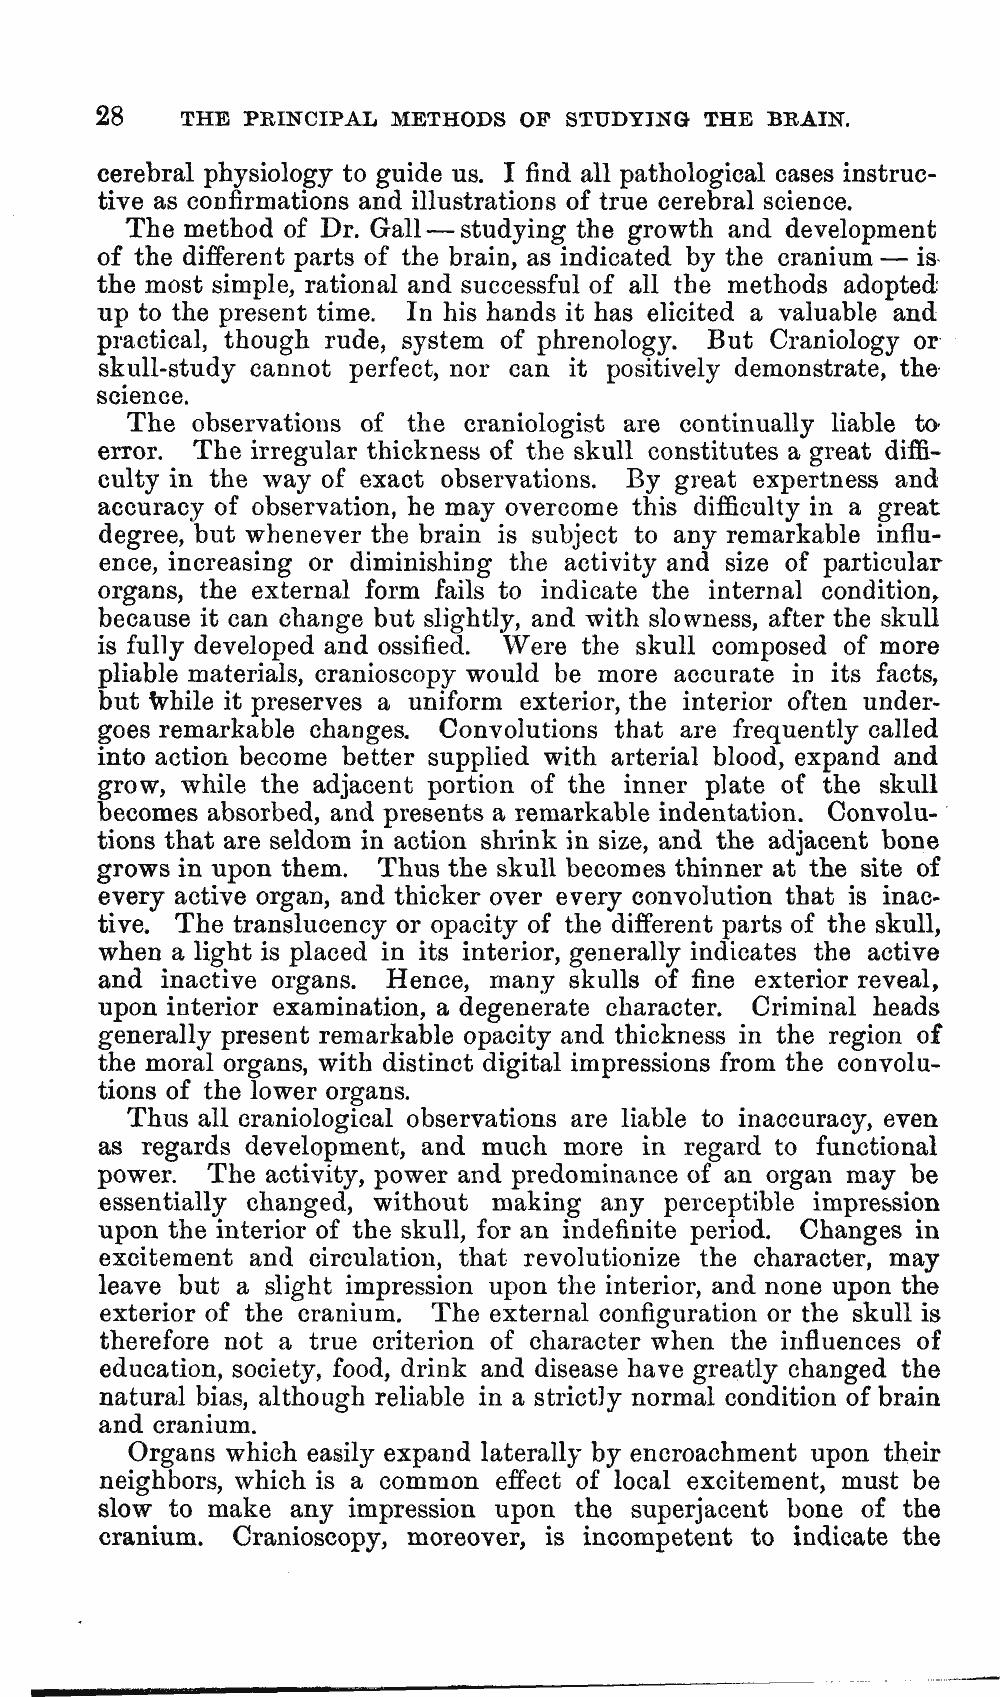 28 THE PRINCIPAL METHODS OF STUDYING THE BRAIN.
cerebral physiology to guide us. I find all pathological cases instruc-
tive as confirmations and illustrations of true cerebral science.
The method of Dr. Gall — studying the growth and development
of the different parts of the brain, as indicated by the cranium — is
the most simple, rational and successful of all the methods adopted
up to the present time. In his hands it has elicited a valuable and
practical, though rude, system of phrenology. But Craniology or
skull-study cannot perfect, nor can it positively demonstrate, the
science.
The observations of the craniologist are continually liable to
error. The irregular thickness of the skull constitutes a great diffi-
culty in the way of exact observations. By great expertness and
accuracy of observation, he may overcome this difficulty in a great
degree, but whenever the brain is subject to any remarkable influ-
ence, increasing or diminishing the activity and size of particular
organs, the external form fails to indicate the internal condition,
because it can change but slightly, and with slowness, after the skull
is fully developed and ossified. Were the skull composed of more
pliable materials, cranioscopy would be more accurate in its facts,
but while it preserves a uniform exterior, the interior often under-
goes remarkable changes. Convolutions that are frequently called
into action become better supplied with arterial blood, expand and
grow, while the adjacent portion of the inner plate of the skull
becomes absorbed, and presents a remarkable indentation. Convolu-
tions that are seldom in action shrink in size, and the adjacent bone
grows in upon them. Thus the skull becomes thinner at the site of
every active organ, and thicker over every convolution that is inac-
tive. The translucency or opacity of the different parts of the skull,
when a light is placed in its interior, generally indicates the active
and inactive organs. Hence, many skulls of fine exterior reveal,
upon interior examination, a degenerate character. Criminal heads
generally present remarkable opacity and thickness in the region of
the moral organs, with distinct digital impressions from the convolu-
tions of the lower organs.
Thus all craniological observations are liable to inaccuracy, even
as regards development, and much more in regard to functional
power. The activity, power and predominance of an organ may be
essentially changed, without making any perceptible impression
upon the interior of the skull, for an indefinite period. Changes in
excitement and circulation, that revolutionize the character, may
leave but a slight impression upon the interior, and none upon the
exterior of the cranium. The external configuration or the skull is
therefore not a true criterion of character when the influences of
education, society, food, drink and disease have greatly changed the
natural bias, although reliable in a strictly normal condition of brain
and cranium.
Organs which easily expand laterally by encroachment upon their
neighbors, which is a common effect of local excitement, must be
slow to make any impression upon the superjacent bone of the
cranium. Cranioscopy, moreover, is incompetent to indicate the